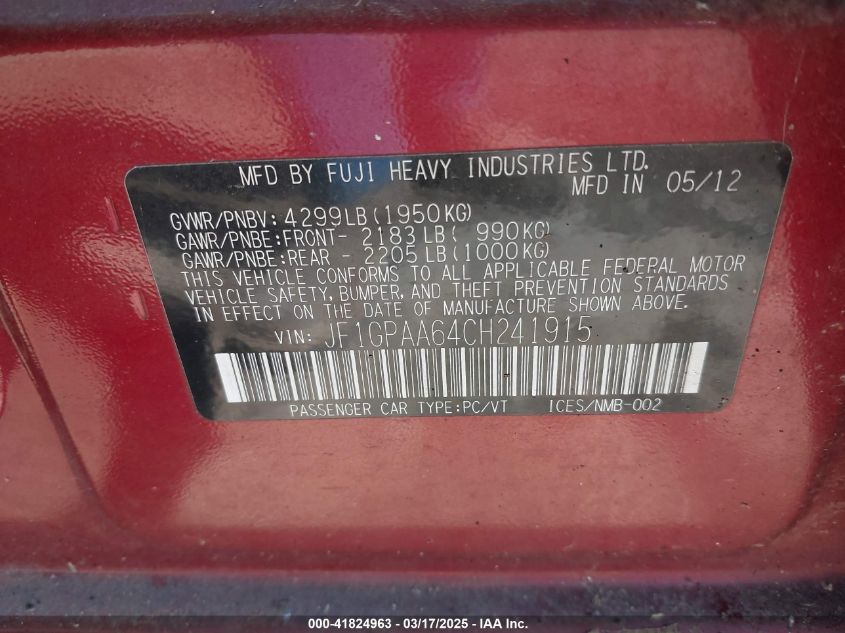 MFD BY FUJI HEAVY INDUSTRIES LTD.
MFD IN 05/12
GVWR/PNBV: 4299LB (1950KG)
GAWR/PNBE:FRONT- 2183 LB ( 990KG)
GAWR/PNBE:REAR - 2205 LB (1000KG)
THIS VEHICLE CONFORMS TO ALL APPLICABLE FEDERAL MOTOR
VEHICLE SAFETY, BUMPER, AND THEFT PREVENTION STANDARDS
IN EFFECT ON THE DATE OF MANUFACTURE SHOWN ABOVE.
VIN: JF1GPAA64CH241915
PASSENGER CAR TYPE:PC/VT ICES/NMB-002
000-41824963 - 03/17/2025 - IAA Inc.